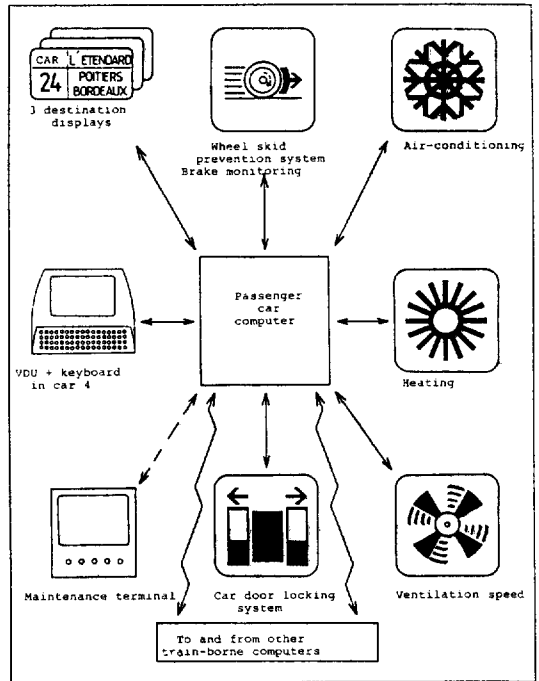 CAR L'ETENDARD
24 POITIERS
BORDEAUX
3 destination
displays
Wheel skid
prevention system
Brake monitoring
Air-conditioning
Passenger
car
computer
VDU + keyboard
in car 4
Heating
Maintenance terminal
Car door locking
system
Ventilation speed
To and from other
train-borne computers